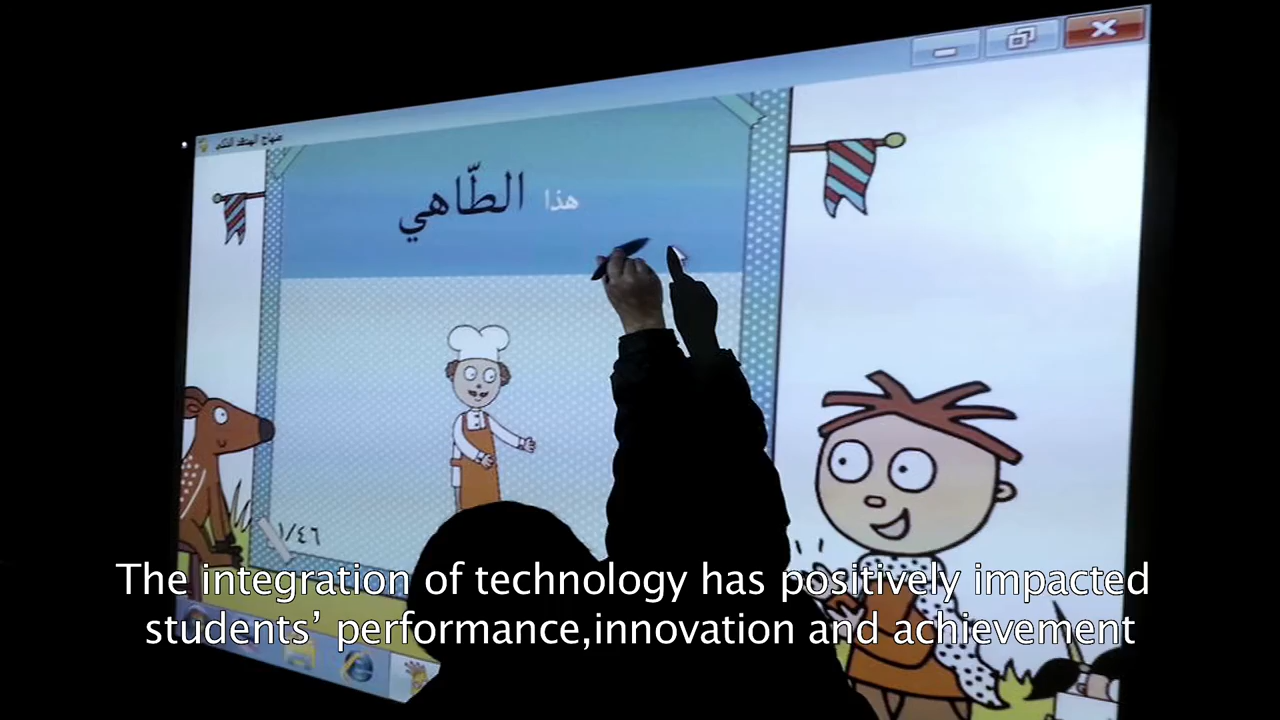 هذا الطّاهي
١/٤٦
The integration of technology has positively impacted
students’ performance,innovation and achievement